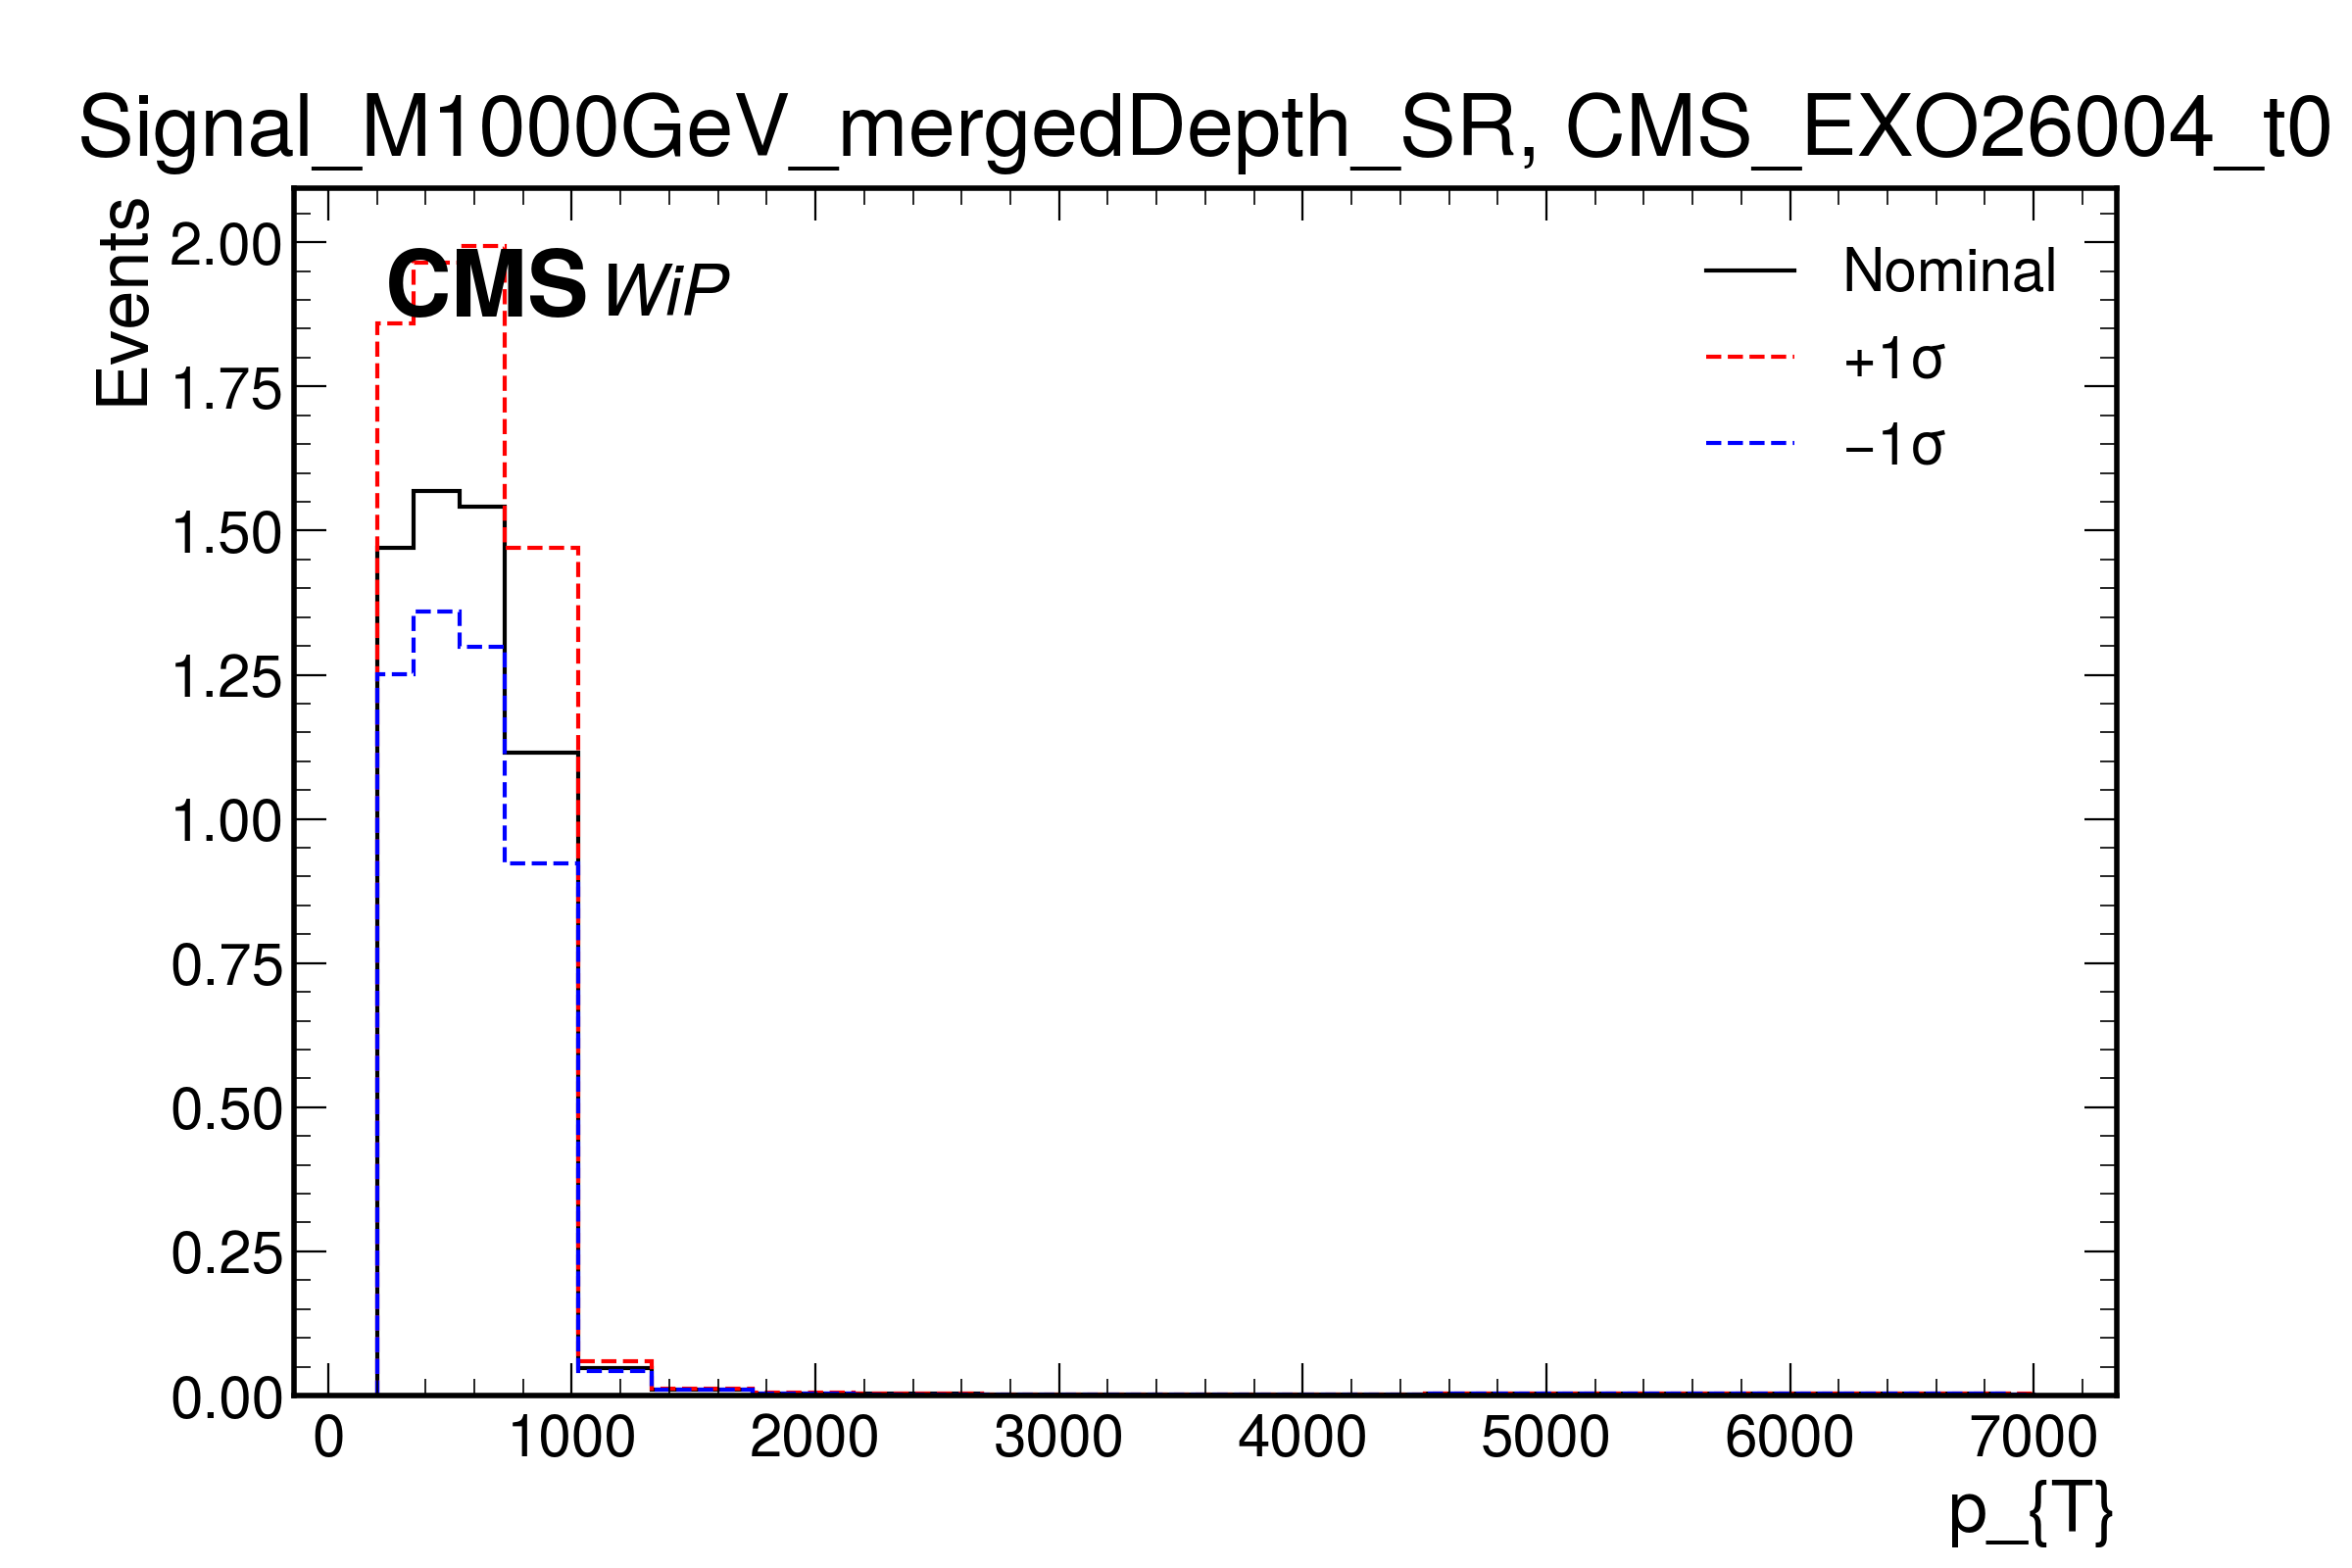 Signal_M1000GeV_mergedDepth_SR, CMS_EXO26004_t0
Events
CMS WiP
Nominal
+1σ
−1σ
2.00
1.75
1.50
1.25
1.00
0.75
0.50
0.25
0.00
0 1000 2000 3000 4000 5000 6000 7000
p_{T}